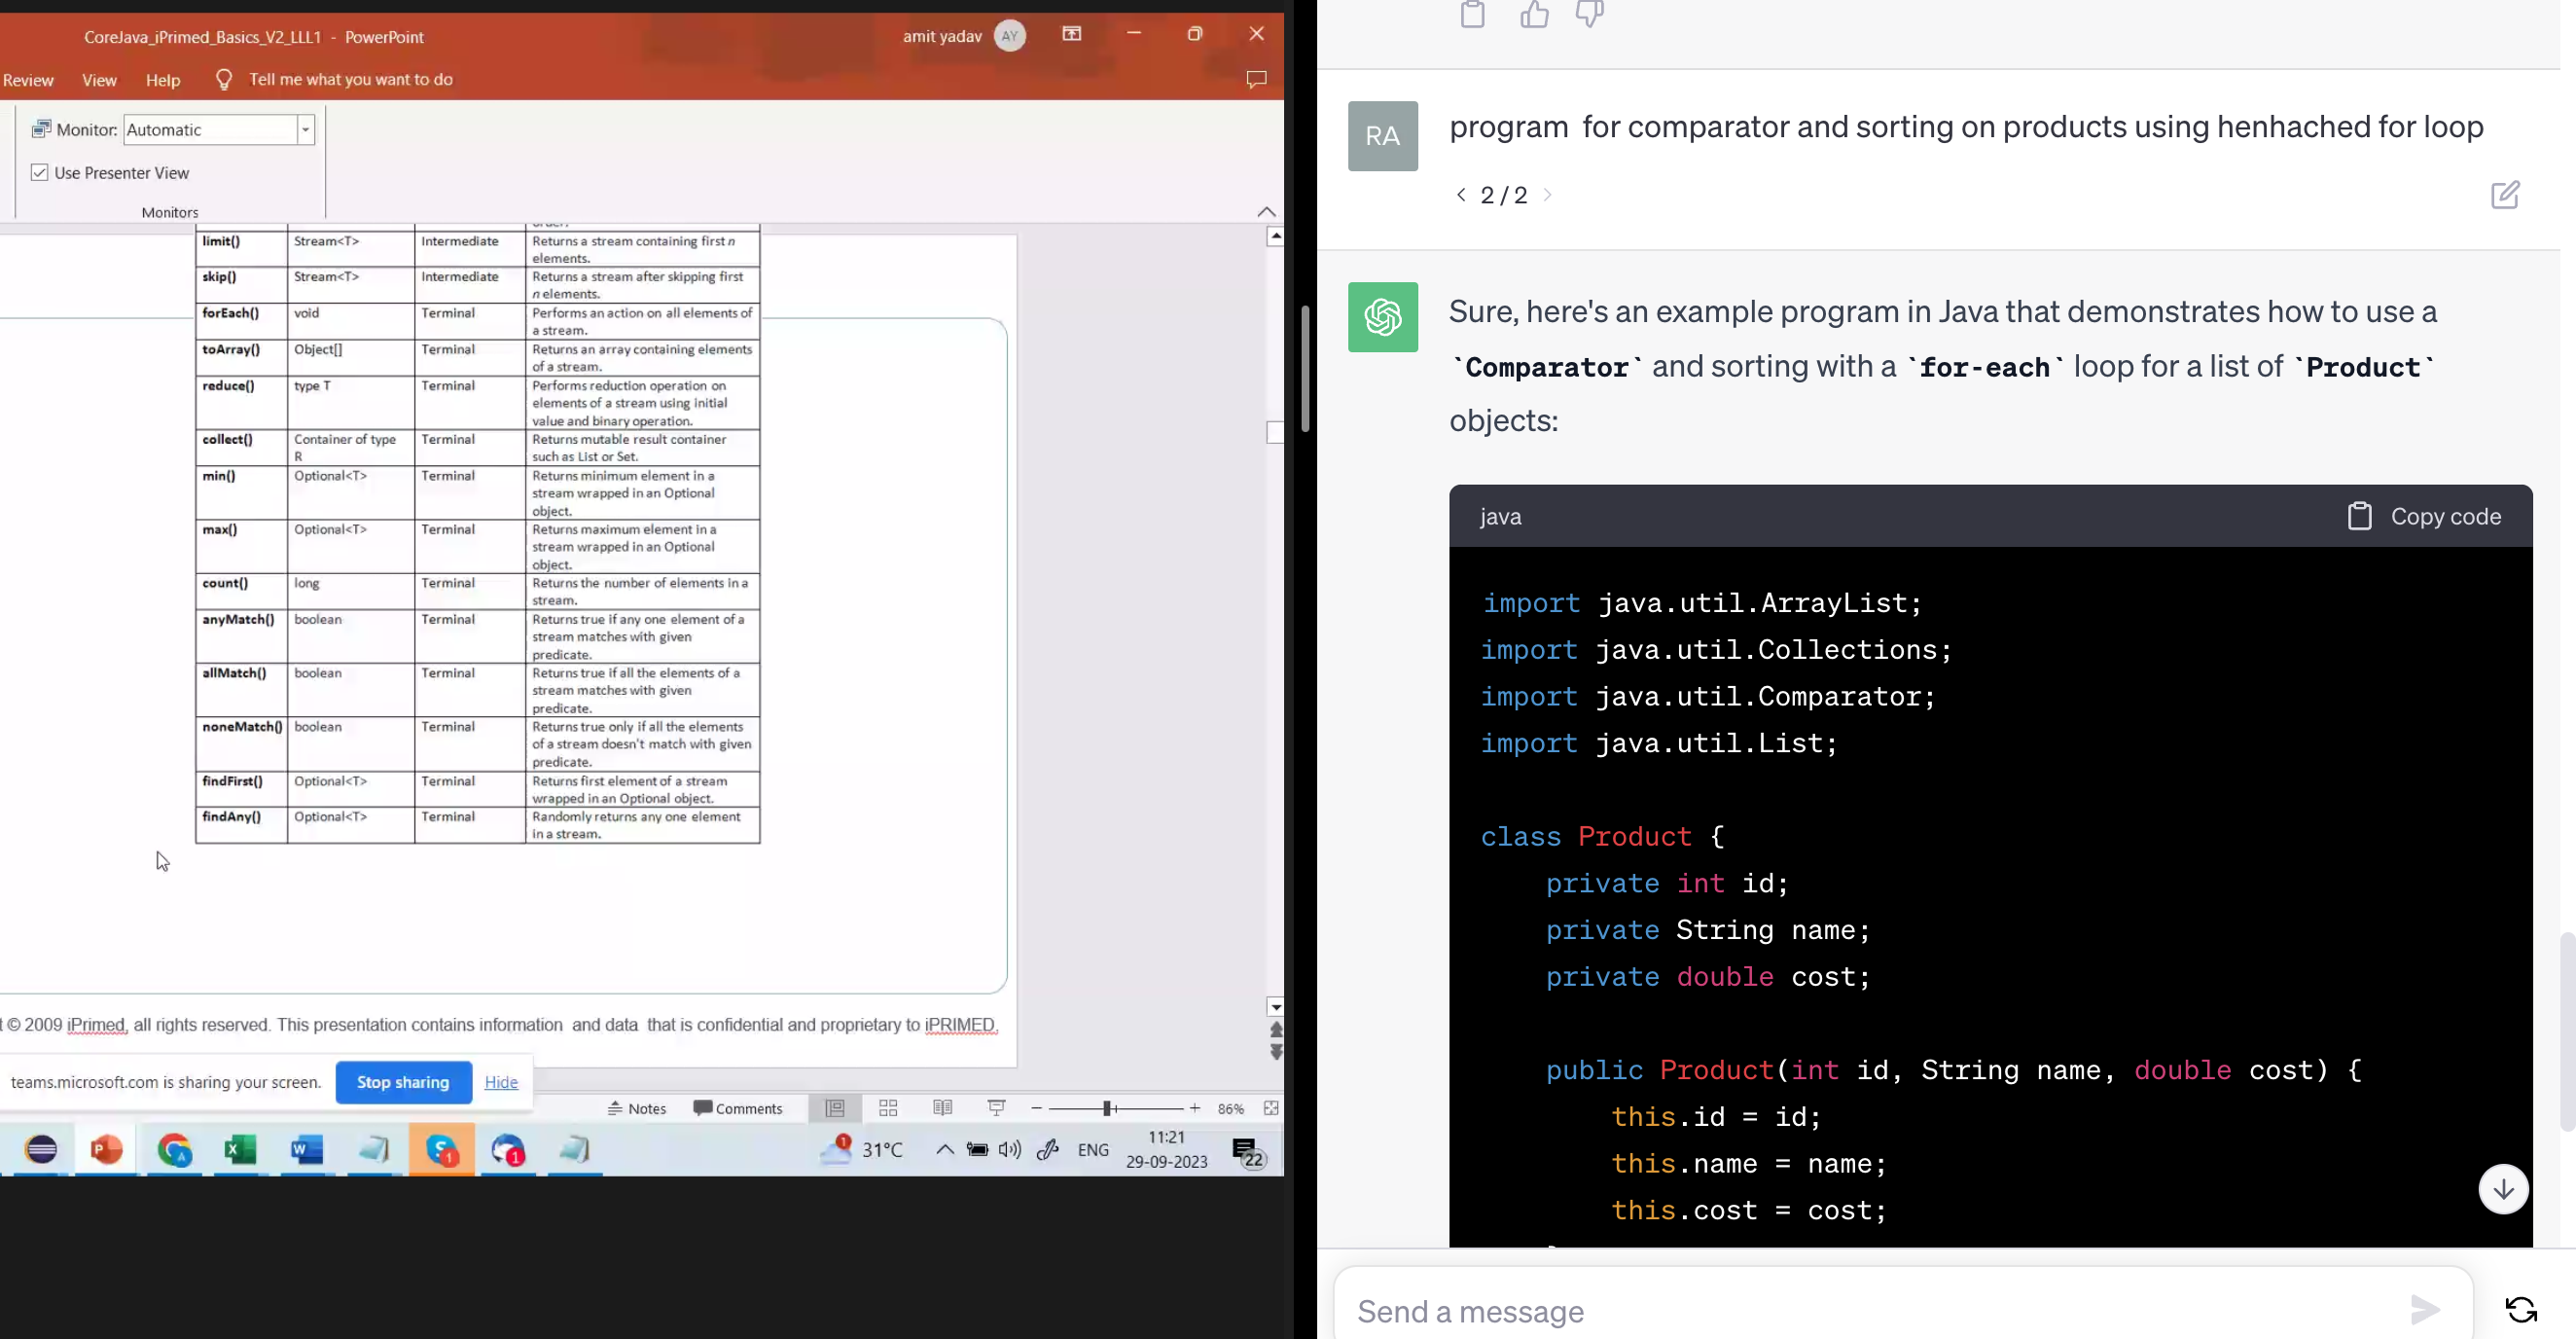 CoreJava_iPrimed_Basics_V2_LLL1 - PowerPoint
amit yadav AY
Review View Help Tell me what you want to do
Monitor: Automatic
Use Presenter View
Monitors
limit() Stream<T> Intermediate Returns a stream containing first n
elements.
skip() Stream<T> Intermediate Returns a stream after skipping first
n elements.
forEach() void Terminal Performs an action on all elements of
a stream.
toArray() Object[] Terminal Returns an array containing elements
of a stream.
reduce() type T Terminal Performs reduction operation on
elements of a stream using initial
value and binary operation.
collect() Container of type Terminal Returns mutable result container
R such as List or Set.
min() Optional<T> Terminal Returns minimum element in a
stream wrapped in an Optional
object.
max() Optional<T> Terminal Returns maximum element in a
stream wrapped in an Optional
object.
count() long Terminal Returns the number of elements in a
stream.
anyMatch() boolean Terminal Returns true if any one element of a
stream matches with given
predicate.
allMatch() boolean Terminal Returns true if all the elements of a
stream matches with given
predicate.
noneMatch() boolean Terminal Returns true only if all the elements
of a stream doesn't match with given
predicate.
findFirst() Optional<T> Terminal Returns first element of a stream
wrapped in an Optional object.
findAny() Optional<T> Terminal Randomly returns any one element
in a stream.
© 2009 iPrimed, all rights reserved. This presentation contains information and data that is confidential and proprietary to iPRIMED.
teams.microsoft.com is sharing your screen. Stop sharing Hide
Notes Comments 86%
31°C ENG 11:21
29-09-2023 22
RA program for comparator and sorting on products using henhached for loop
< 2 / 2 >
Sure, here's an example program in Java that demonstrates how to use a
`Comparator` and sorting with a `for-each` loop for a list of `Product`
objects:
java Copy code
import java.util.ArrayList;
import java.util.Collections;
import java.util.Comparator;
import java.util.List;
class Product {
private int id;
private String name;
private double cost;
public Product(int id, String name, double cost) {
this.id = id;
this.name = name;
this.cost = cost;
Send a message